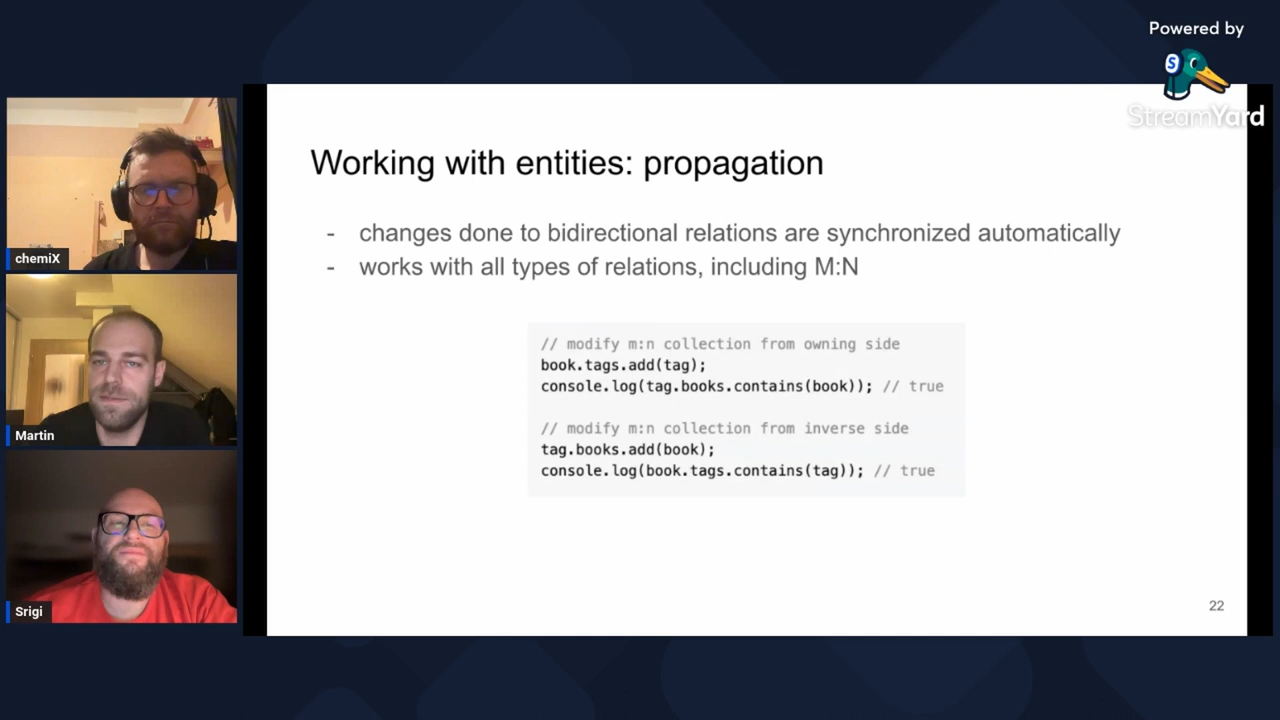 Powered by
S
StreamYard
chemiX
Martin
Srigi
Working with entities: propagation
- changes done to bidirectional relations are synchronized automatically
- works with all types of relations, including M:N
// modify m:n collection from owning side
book.tags.add(tag);
console.log(tag.books.contains(book)); // true
// modify m:n collection from inverse side
tag.books.add(book);
console.log(book.tags.contains(tag)); // true
22